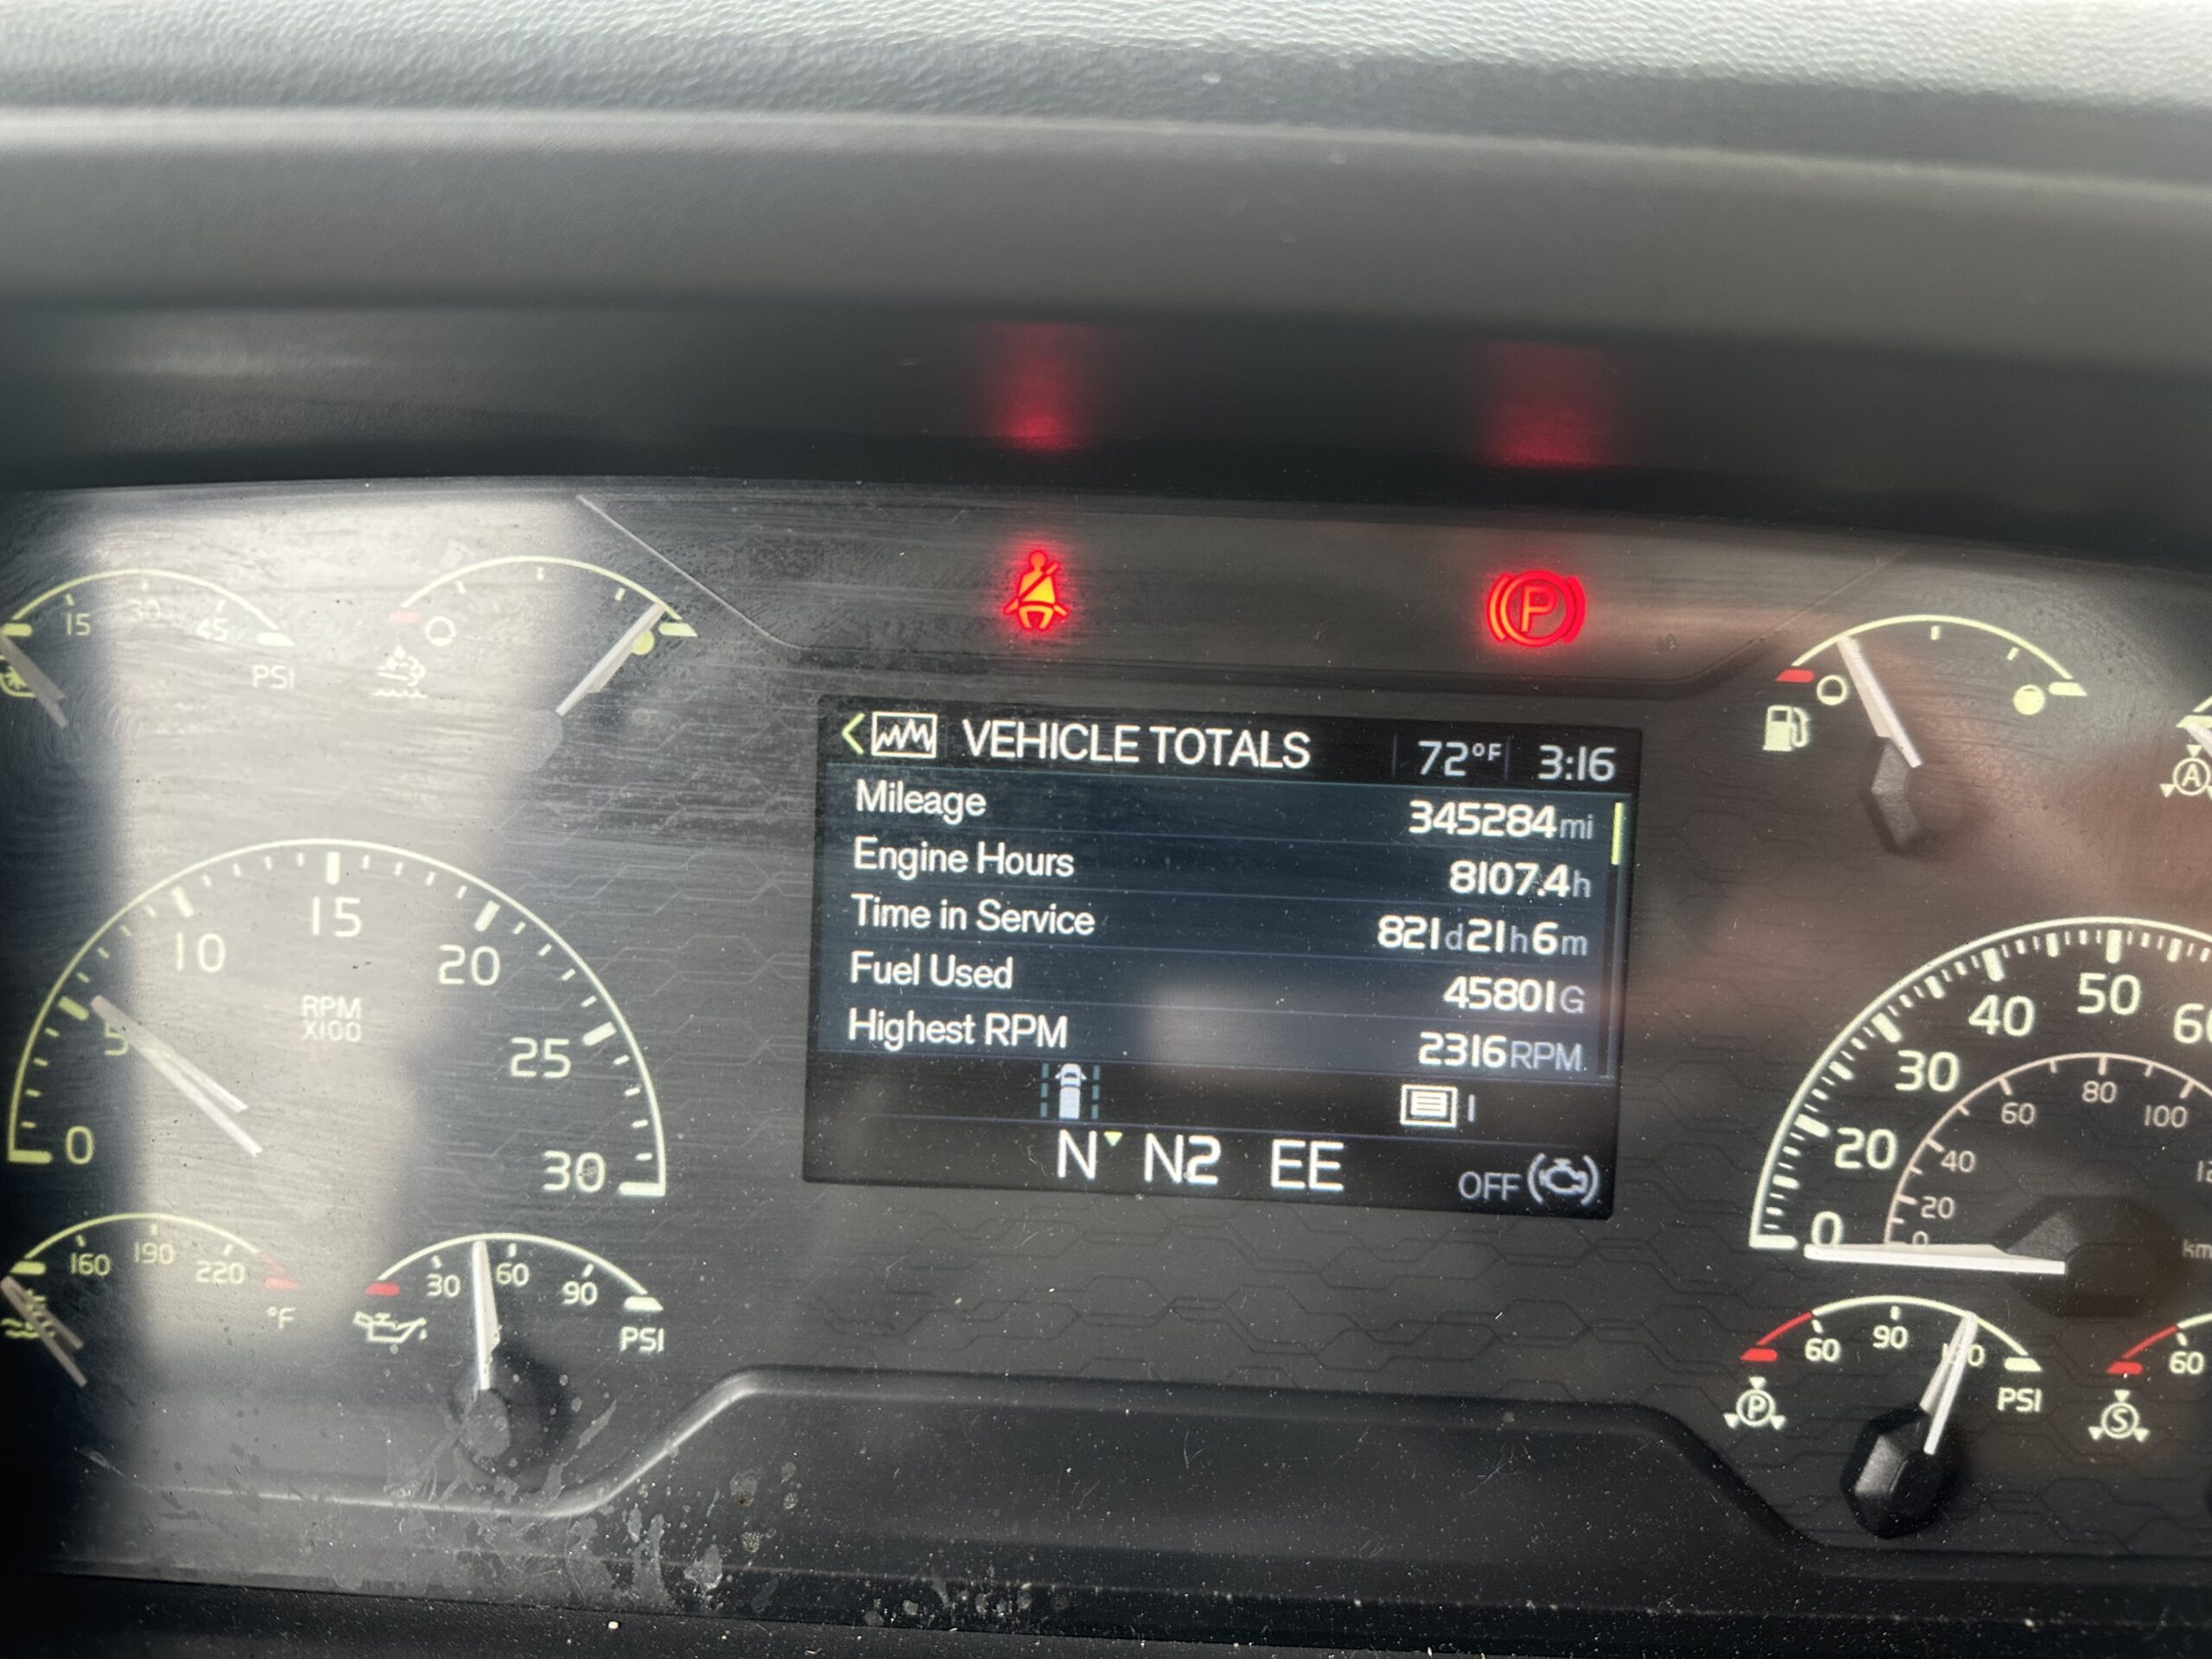 VEHICLE TOTALS 72°F 3:16
Mileage 345284mi
Engine Hours 8107.4h
Time in Service 821d21h6m
Fuel Used 45801G
Highest RPM 2316RPM
1
N N2 EE OFF
15 30 45
PSI
0 5 10 15 20 25 30
RPM
X100
160 190 220
°F
30 60 90
PSI
0 20 30 40 50
0 20 40 60 80 100
P
60 90
PSI
P
60
S
A